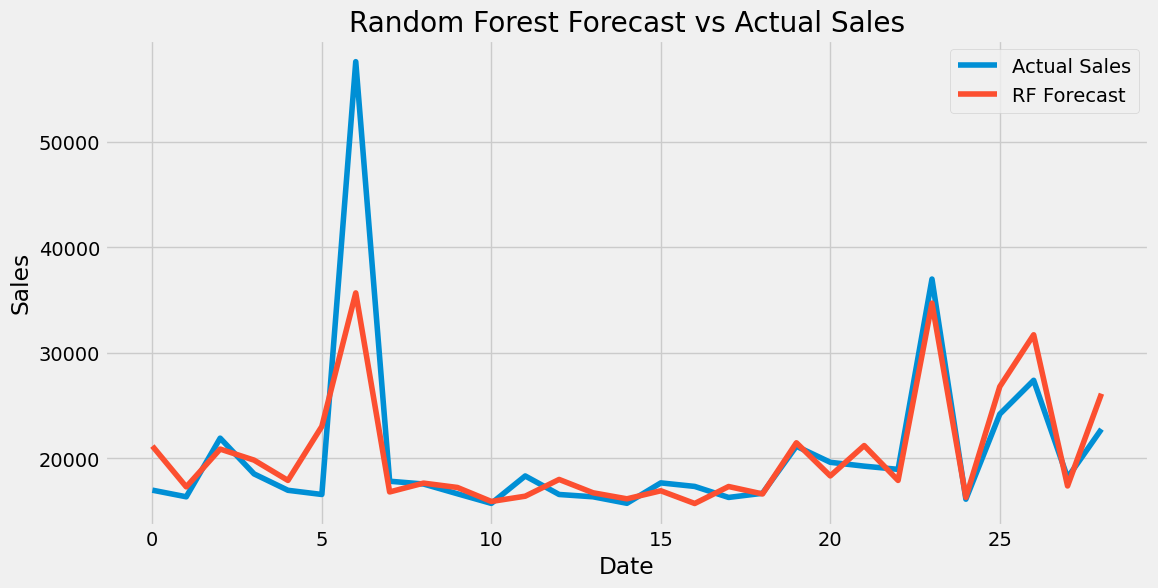 Random Forest Forecast vs Actual Sales
Actual Sales
RF Forecast
50000
40000
30000
20000
Sales
0 5 10 15 20 25
Date